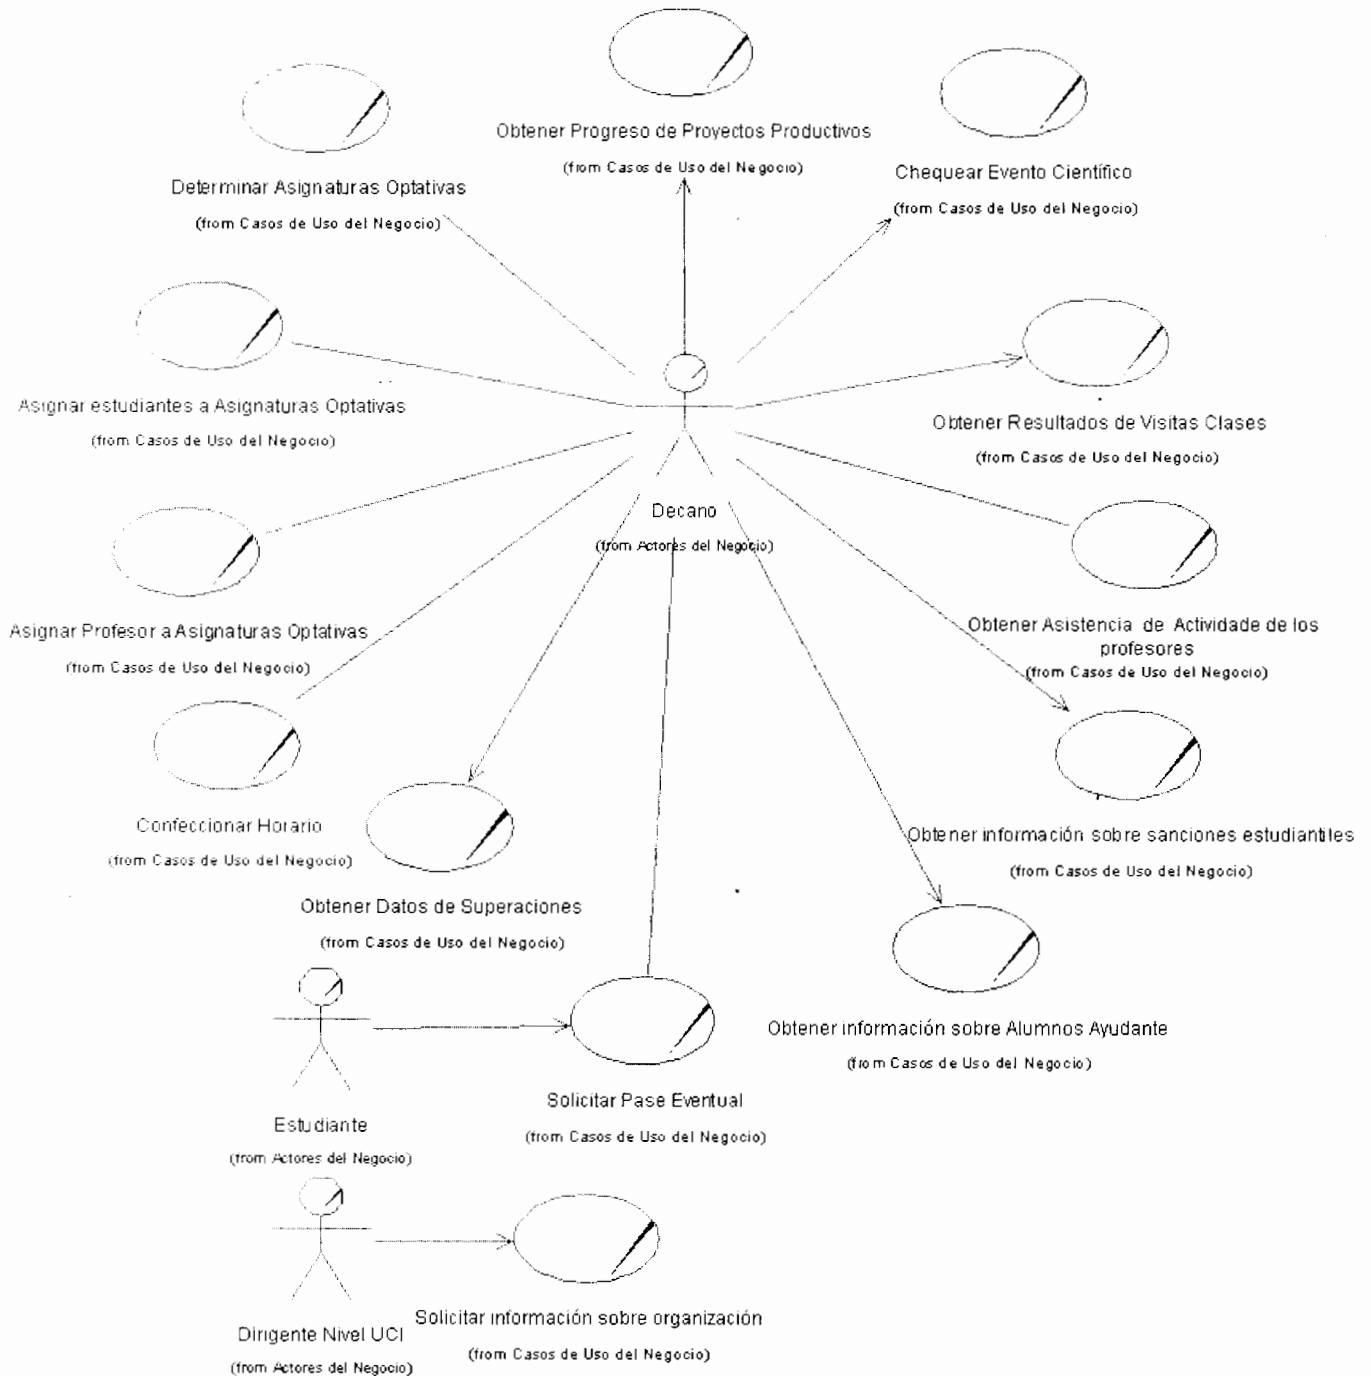 Obtener Progreso de Proyectos Productivos
(from Casos de Uso del Negocio)
Chequear Evento Científico
(from Casos de Uso del Negocio)
Determinar Asignaturas Optativas
(from Casos de Uso del Negocio)
Asignar estudiantes a Asignaturas Optativas
(from Casos de Uso del Negocio)
Obtener Resultados de Visitas Clases
(from Casos de Uso del Negocio)
Decano
(from Actores del Negocio)
Asignar Profesor a Asignaturas Optativas
(from Casos de Uso del Negocio)
Obtener Asistencia de Actividade de los
profesores
(from Casos de Uso del Negocio)
Confeccionar Horario
(from Casos de Uso del Negocio)
Obtener información sobre sanciones estudiantiles
(from Casos de Uso del Negocio)
Obtener Datos de Superaciones
(from Casos de Uso del Negocio)
Obtener información sobre Alumnos Ayudante
(from Casos de Uso del Negocio)
Solicitar Pase Eventual
(from Casos de Uso del Negocio)
Estudiante
(from Actores del Negocio)
Solicitar información sobre organización
(from Casos de Uso del Negocio)
Dirigente Nivel UCI
(from Actores del Negocio)